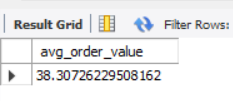 Result Grid Filter Rows:
avg_order_value
38.30726229508162